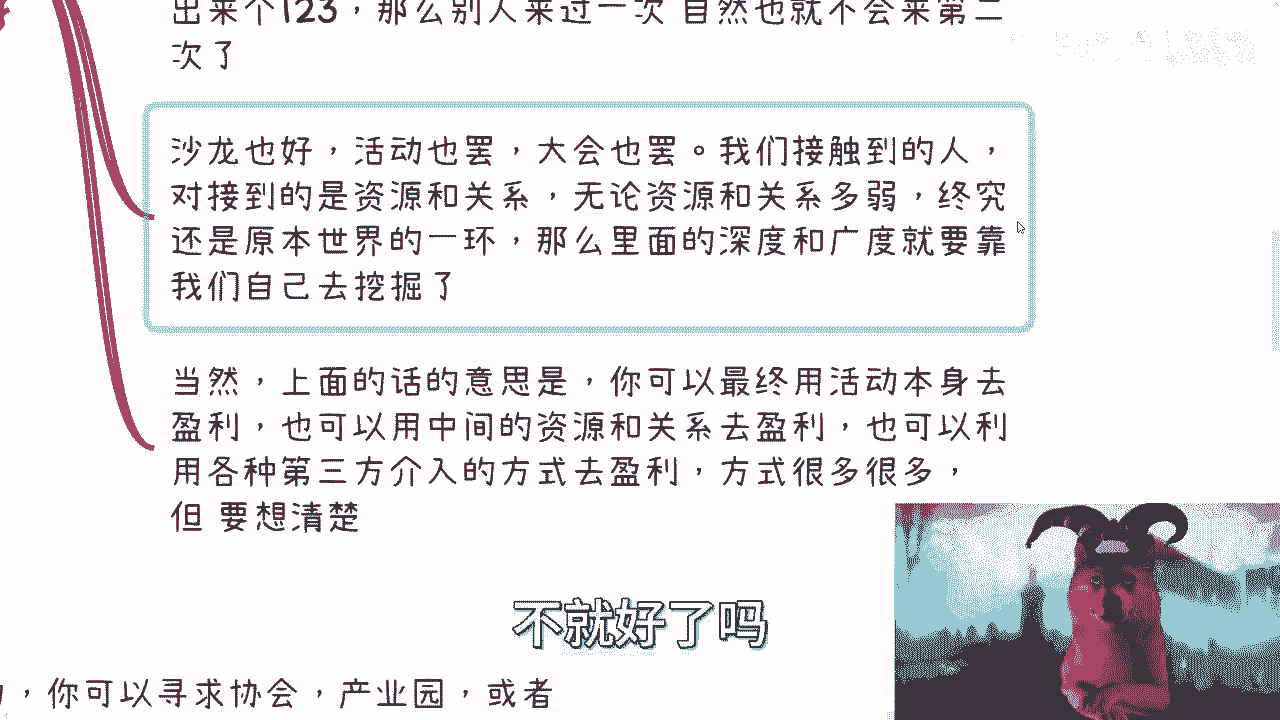 出来个123，那么别人来过一次 自然也就不会来第二
次了
沙龙也好，活动也罢，大会也罢。我们接触到的人，
对接到的是资源和关系，无论资源和关系多弱，终究
还是原本世界的一环，那么里面的深度和广度就要靠
我们自己去挖掘了
当然，上面的话的意思是，你可以最终用活动本身去
盈利，也可以用中间的资源和关系去盈利，也可以利
用各种第三方介入的方式去盈利，方式很多很多，
但 要想清楚
不就好了吗
，你可以寻求协会，产业园，或者